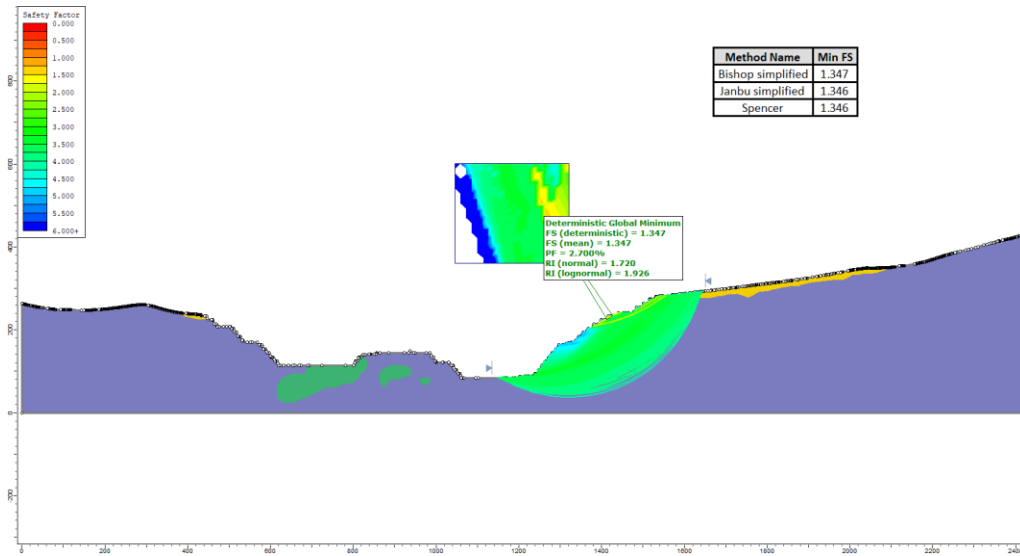 Safety Factor
0.000
0.500
1.000
1.500
2.000
2.500
3.000
3.500
4.000
4.500
5.000
5.500
6.000+
Method Name Min FS
Bishop simplified 1.347
Janbu simplified 1.346
Spencer 1.346
Deterministic Global Minimum
FS (deterministic) = 1.347
FS (mean) = 1.347
PF = 2.700%
RI (normal) = 1.720
RI (lognormal) = 1.926
800
600
400
200
0
-200
0 200 400 600 800 1000 1200 1400 1600 1800 2000 2200 2400